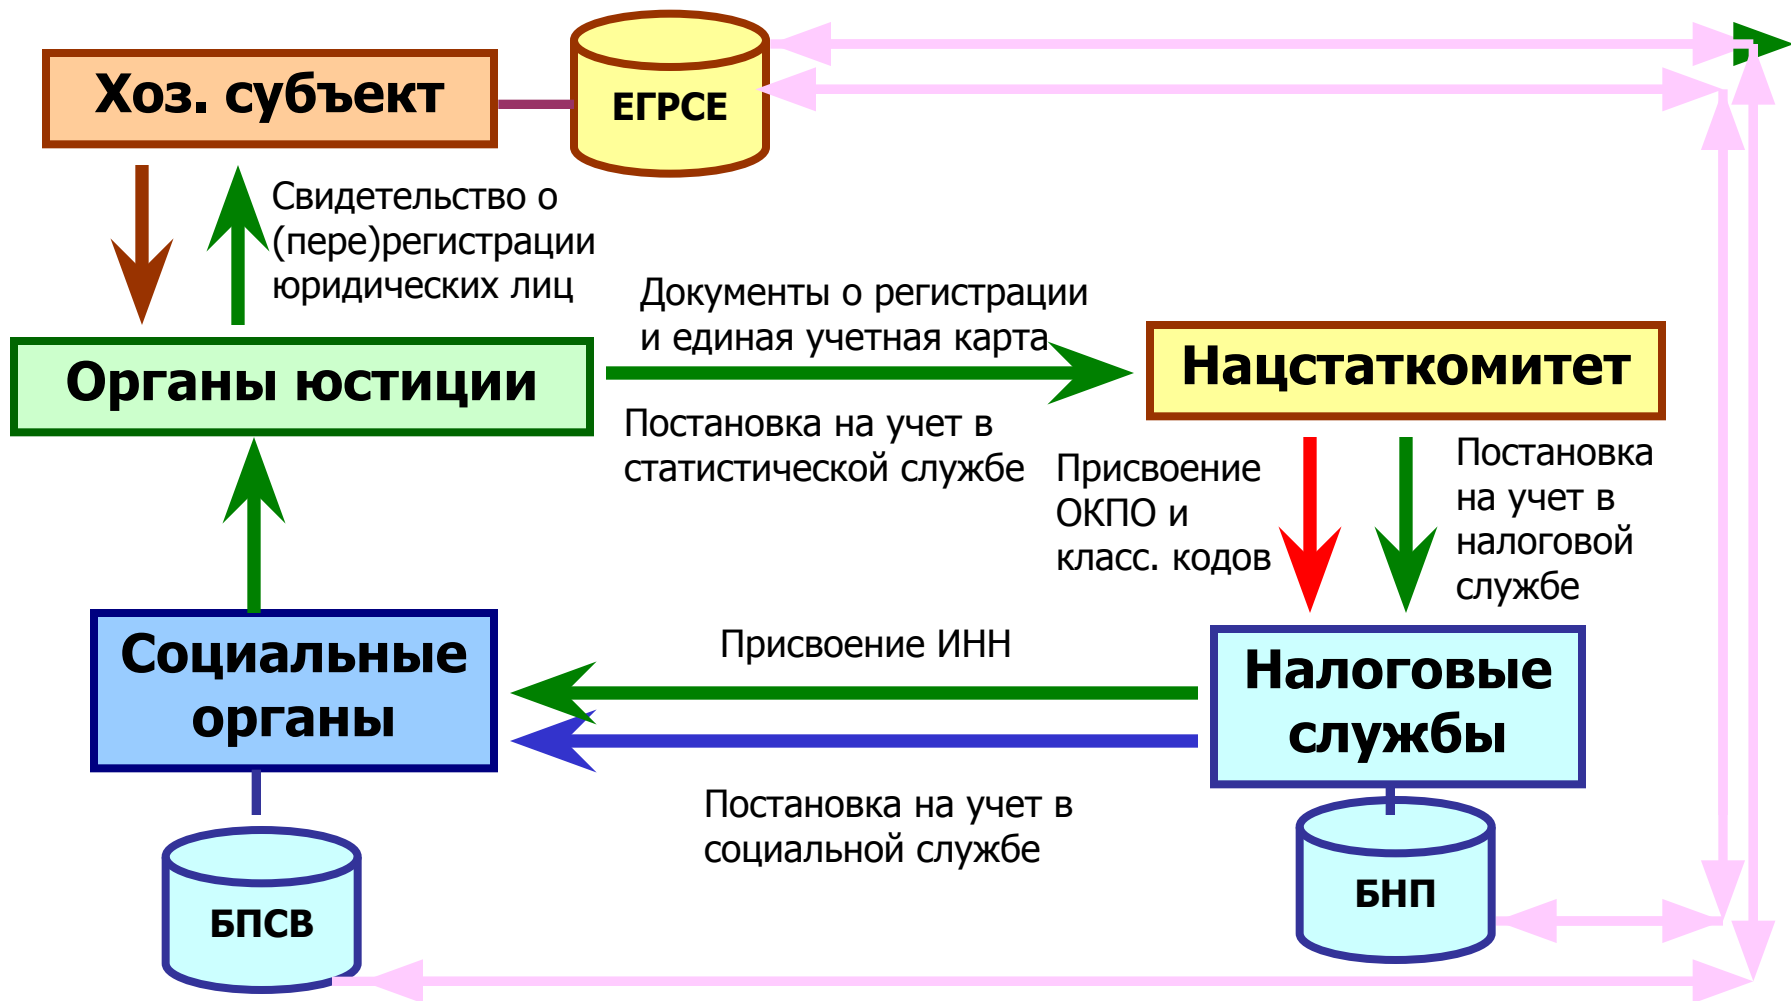 Хоз. субъект
ЕГРСЕ
Свидетельство о
(пере)регистрации
юридических лиц
Документы о регистрации
и единая учетная карта
Органы юстиции
Нацстаткомитет
Постановка на учет в
статистической службе
Присвоение
ОКПО и
класс. кодов
Постановка
на учет в
налоговой
службе
Социальные
органы
Присвоение ИНН
Налоговые
службы
Постановка на учет в
социальной службе
БПСВ
БНП